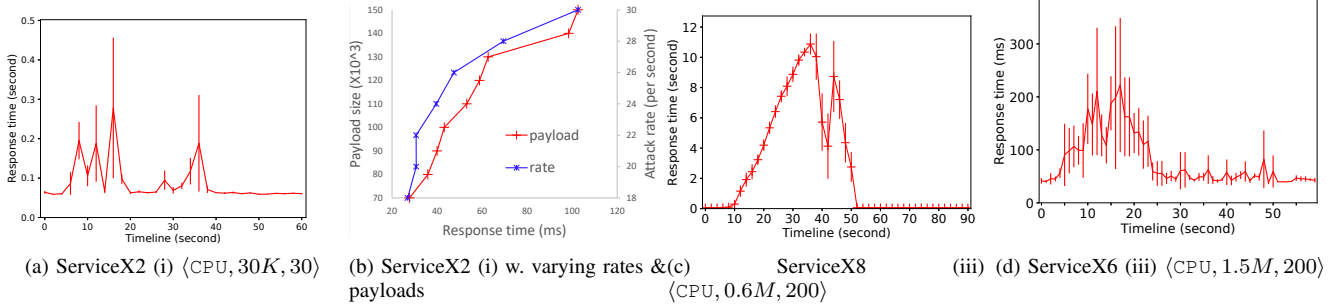 0.5
0.4
0.3
0.2
0.1
0.0
Response time (second)
0 10 20 30 40 50 60
Timeline (second)
150
140
130
120
110
100
90
80
70
Payload size (X10^3)
30
28
26
24
22
20
18
Attack rate (per second)
payload
rate
20 40 60 80 100 120
Response time (ms)
12
10
8
6
4
2
0
Response time (second)
0 10 20 30 40 50 60 70 80 90
Timeline (second)
300
200
100
0
Response time (ms)
0 10 20 30 40 50
Timeline (second)
(a) ServiceX2 (i) ⟨CPU, 30K, 30⟩
(b) ServiceX2 (i) w. varying rates &
payloads
(c) ServiceX8 (iii)
⟨CPU, 0.6M, 200⟩
(d) ServiceX6 (iii) ⟨CPU, 1.5M, 200⟩